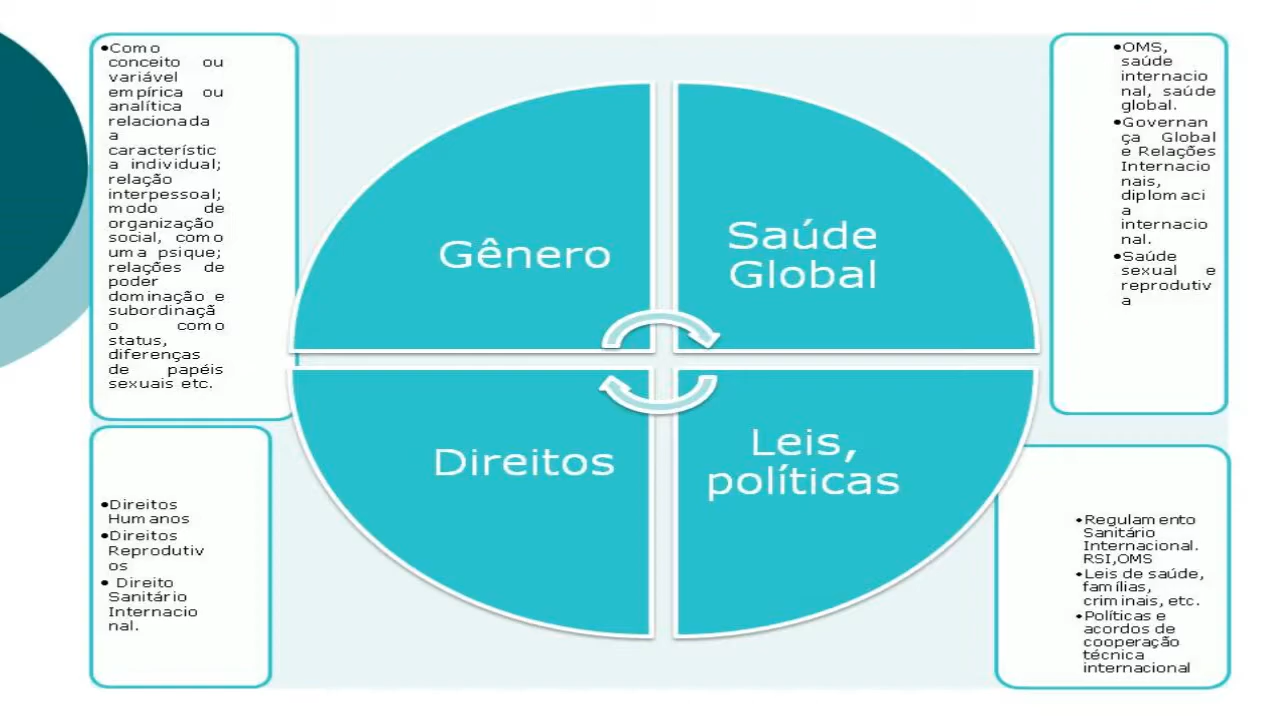 •Como
conceito ou
variável
empírica ou
analítica
relacionada
a
característic
a individual;
relação
interpessoal;
modo de
organização
social, como
uma psique;
relações de
poder
dominação e
subordinaçã
o como
status,
diferenças
de papéis
sexuais etc.
Gênero
Saúde
Global
•OMS,
saúde
internacio
nal, saúde
global.
•Governan
ça Global
e Relações
Internacio
nais,
diplomaci
a
internacio
nal.
•Saúde
sexual e
reprodutiv
a
•Direitos
Humanos
•Direitos
Reprodutiv
os
• Direito
Sanitário
Internacio
nal.
Direitos
Leis,
políticas
•Regulamento
Sanitário
Internacional.
RSI,OMS
•Leis de saúde,
famílias,
criminais, etc.
•Políticas e
acordos de
cooperação
técnica
internacional